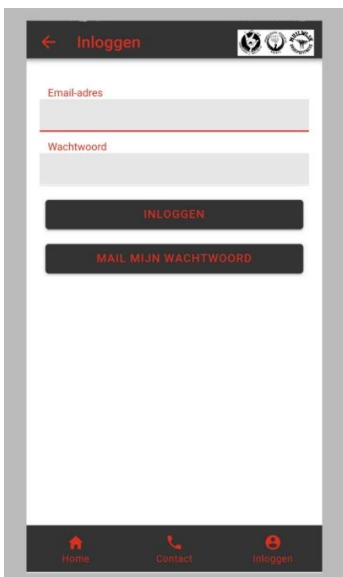 Inloggen
Email-adres
Wachtwoord
INLOGGEN
MAIL MIJN WACHTWOORD
Home
Contact
Inloggen